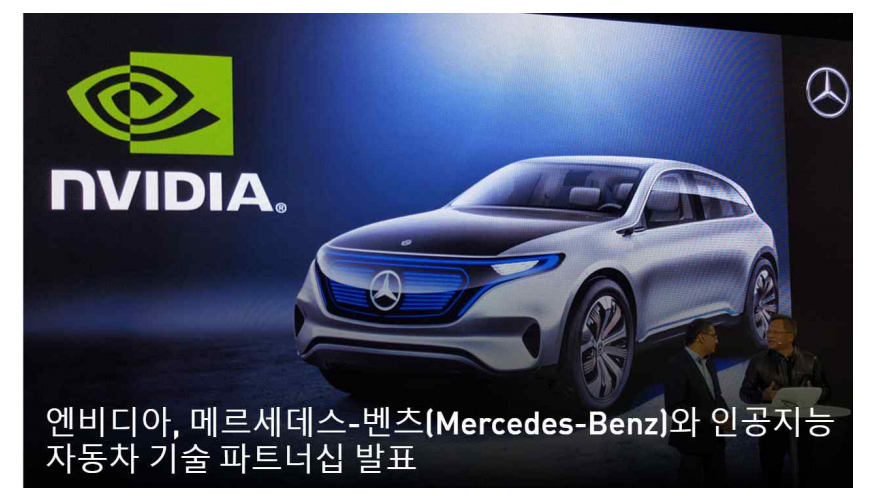 NVIDIA®
엔비디아, 메르세데스-벤츠(Mercedes-Benz)와 인공지능
자동차 기술 파트너십 발표